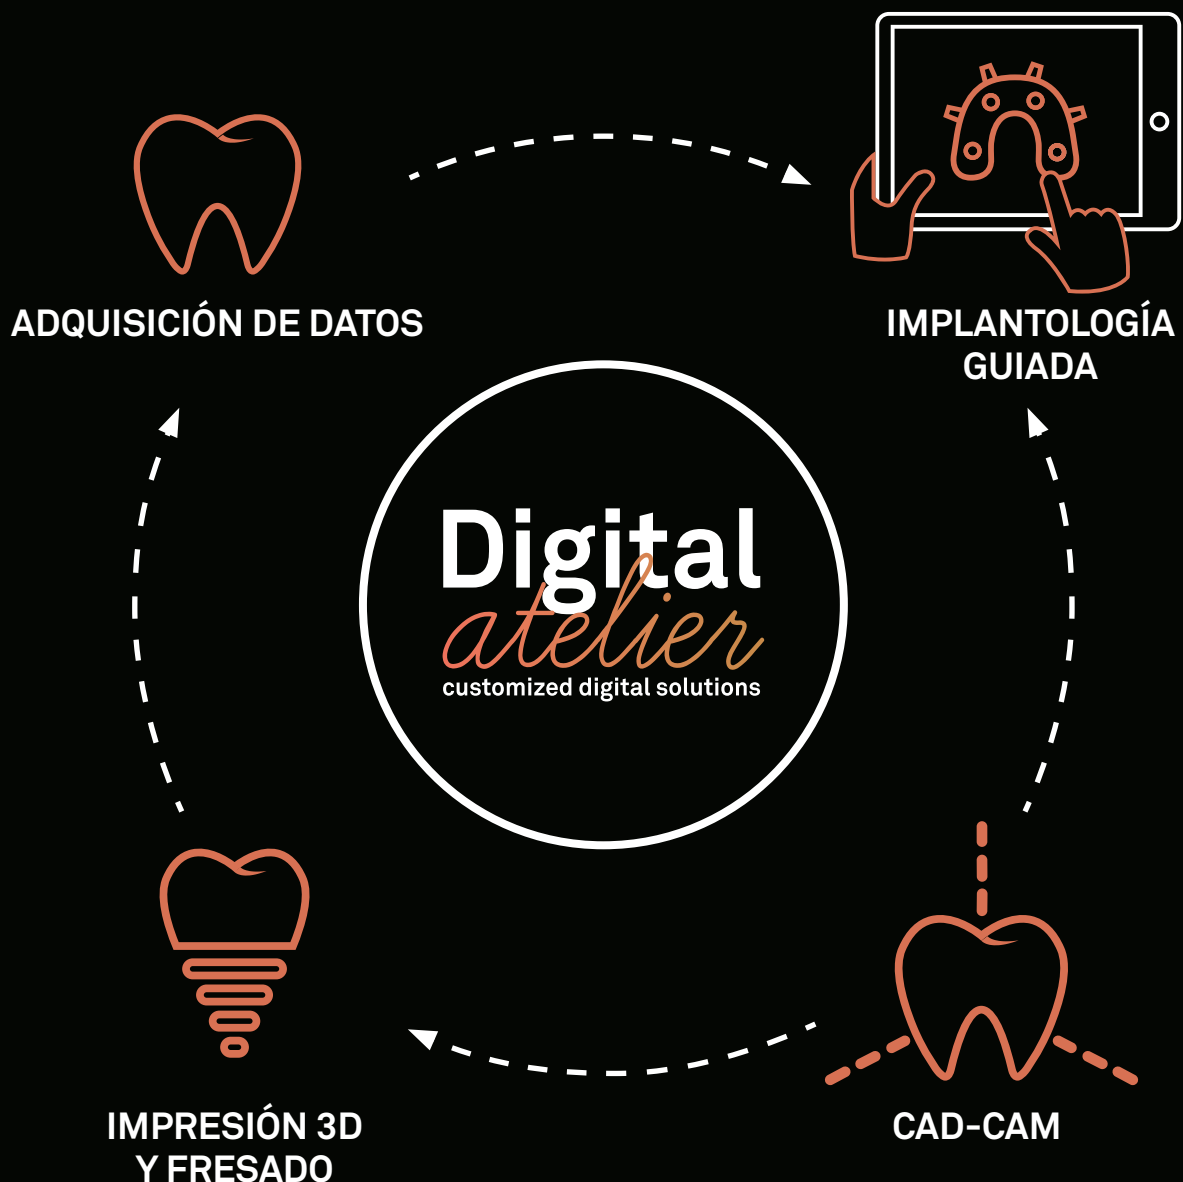 ADQUISICIÓN DE DATOS
IMPLANTOLOGÍA
GUIADA
Digital
atelier
customized digital solutions
IMPRESIÓN 3D
Y FRESADO
CAD-CAM